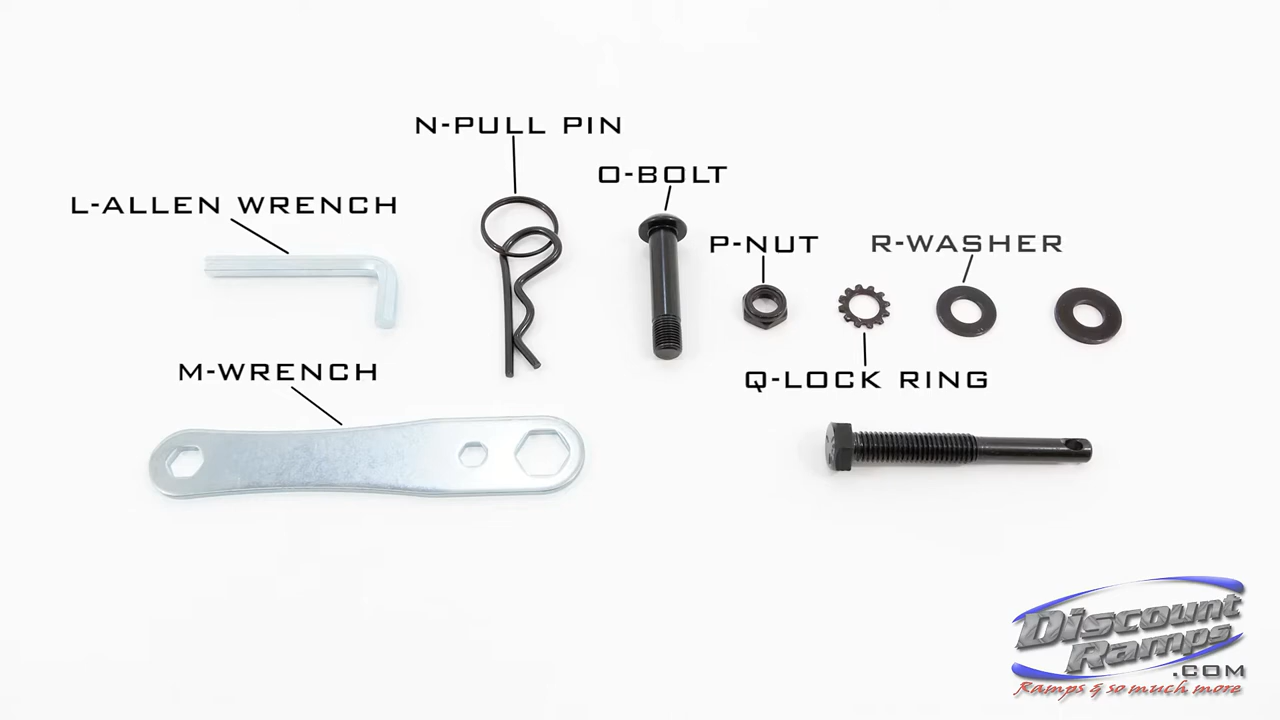 N-PULL PIN
O-BOLT
L-ALLEN WRENCH
P-NUT
R-WASHER
M-WRENCH
Q-LOCK RING
Discount
Ramps
.COM
Ramps & so much more